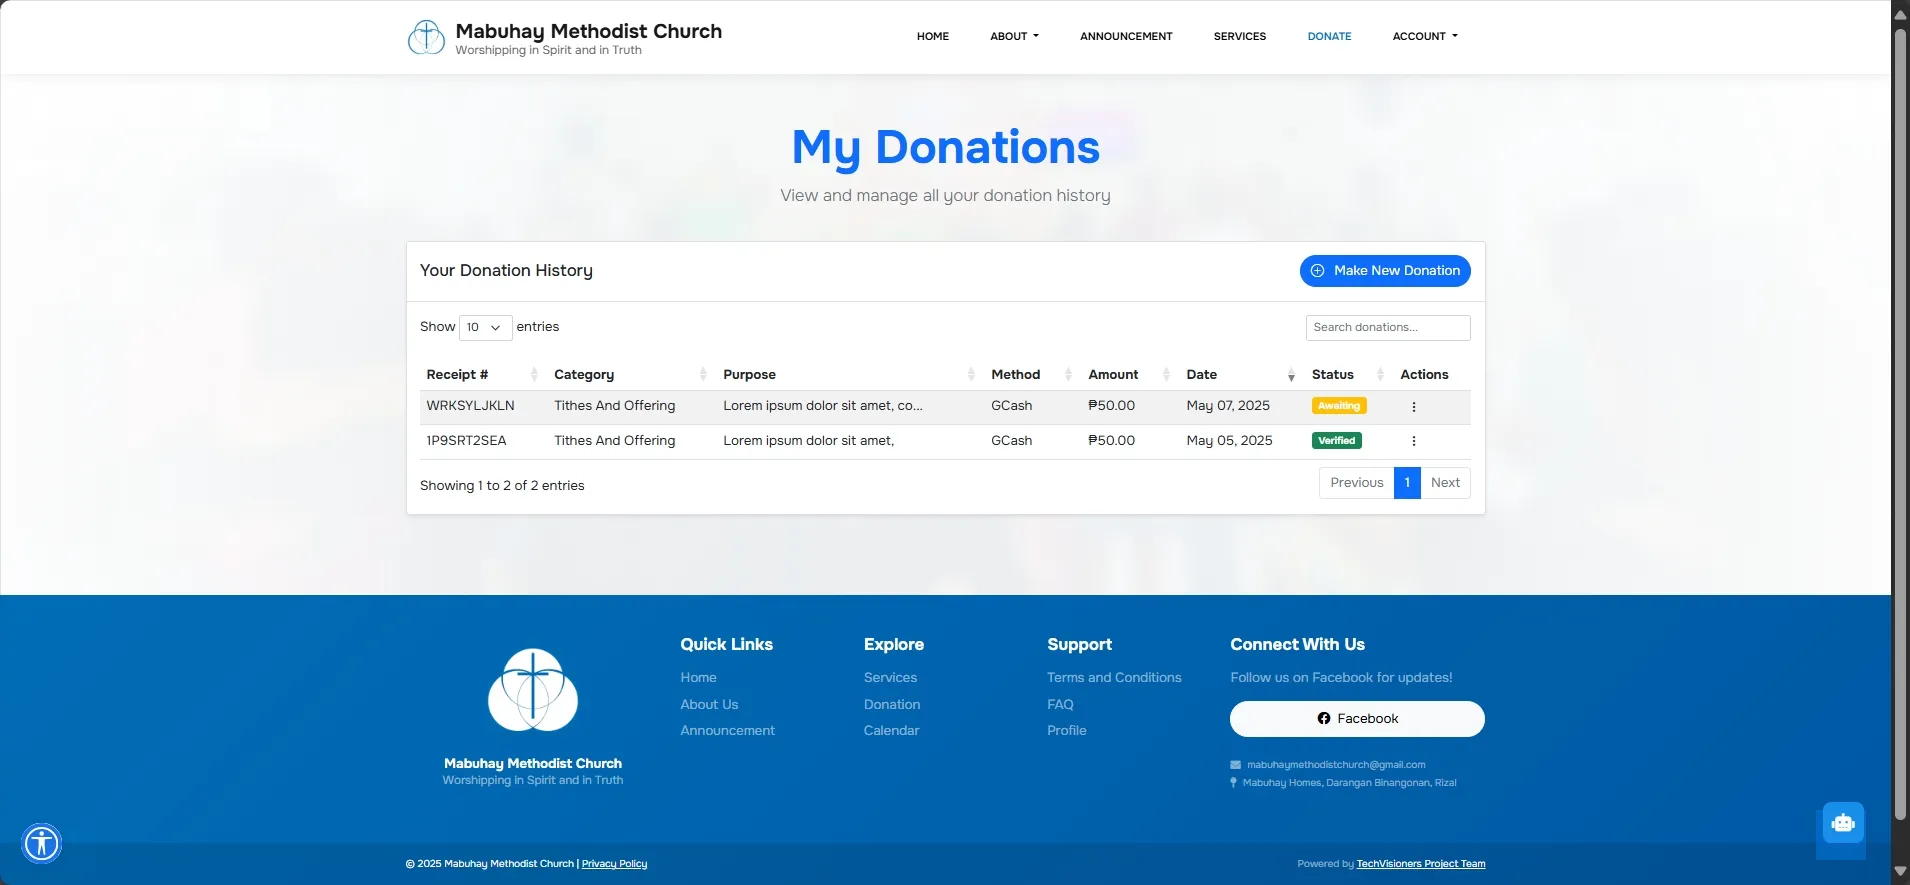 Mabuhay Methodist Church
Worshipping in Spirit and in Truth
HOME ABOUT ANNOUNCEMENT SERVICES DONATE ACCOUNT
My Donations
View and manage all your donation history
Your Donation History
Make New Donation
Show 10 entries
Search donations...
Receipt # Category Purpose Method Amount Date Status Actions
WRKSYLJKLN Tithes And Offering Lorem ipsum dolor sit amet, co... GCash ₱50.00 May 07, 2025 Awaiting
1P9SRT2SEA Tithes And Offering Lorem ipsum dolor sit amet, GCash ₱50.00 May 05, 2025 Verified
Showing 1 to 2 of 2 entries
Previous 1 Next
Mabuhay Methodist Church
Worshipping in Spirit and in Truth
Quick Links
Home
About Us
Announcement
Explore
Services
Donation
Calendar
Support
Terms and Conditions
FAQ
Profile
Connect With Us
Follow us on Facebook for updates!
Facebook
mabuhaymethodistchurch@gmail.com
Mabuhay Homes, Darangan Binangonan, Rizal
© 2025 Mabuhay Methodist Church | Privacy Policy
Powered by TechVisioners Project Team